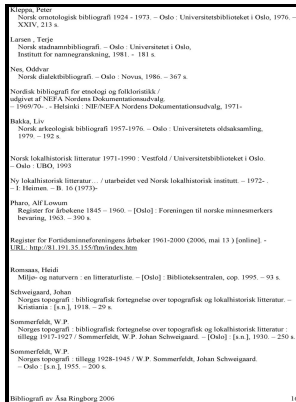 Kleppa, Peter
Norsk ornotologisk bibliografi 1924 - 1973. – Oslo : Universitetsbiblioteket i Oslo, 1976. –
XXIV, 213 s.
Larsen , Terje
Norsk stadnamnbibliografi. – Oslo : Universitetet i Oslo,
Institutt for namnegranskning, 1981. - 181 s.
Nes, Oddvar
Norsk dialektbibliografi. – Oslo : Novus, 1986. – 367 s.
Nordisk bibliografi for etnologi og folkloristikk /
udgivet af NEFA Nordens Dokumentationsudvalg.
– 1969/70- . - Helsinki : NIF/NEFA Nordens Dokumentationsudvalg, 1971-
Bakka, Liv
Norsk arkeologisk bibliografi 1957-1976. – Oslo : Universitetets oldsaksamling,
1979. – 192 s.
Norsk lokalhistorisk litteratur 1971-1990 : Vestfold / Universitetsbiblioteket i Oslo.
– Oslo : UBO, 1993
Ny lokalhistorisk litteratur… / utarbeidet ved Norsk lokalhistorisk institutt. – 1972- .
– I: Heimen. – B. 16 (1973)-
Pharo, Alf Lowum
Register for årbøkene 1845 – 1960. – [Oslo] : Foreningen til norske minnesmerkers
bevaring, 1963. – 390 s.
Register for Fortidsminneforeningens årbøker 1961-2000 (2006, mai 13 ) [online]. -
URL: http://81.191.35.155/ftm/index.htm
Romsaas, Heidi
Miljø- og naturvern : en litteraturliste. – [Oslo] : Biblioteksentralen, cop. 1995. – 93 s.
Schweigaard, Johan
Norges topografi : bibliografisk fortegnelse over topografisk og lokalhistorisk litteratur. –
Kristiania : [s.n.], 1918. – 29 s.
Sommerfeldt, W.P.
Norges topografi : bibliografisk fortegnelse over topografisk og lokalhistorisk litteratur :
tillegg 1917-1927 / Sommerfeldt, W.P. Johan Schweigaard. – [Oslo] : [s.n.], 1930. – 250 s.
Sommerfeldt, W.P.
Norges topografi : tillegg 1928-1945 / W.P. Sommerfeldt, Johan Schweigaard.
– Oslo : [s.n.], 1955. – 200 s.
Bibliografi av Åsa Ringborg 2006